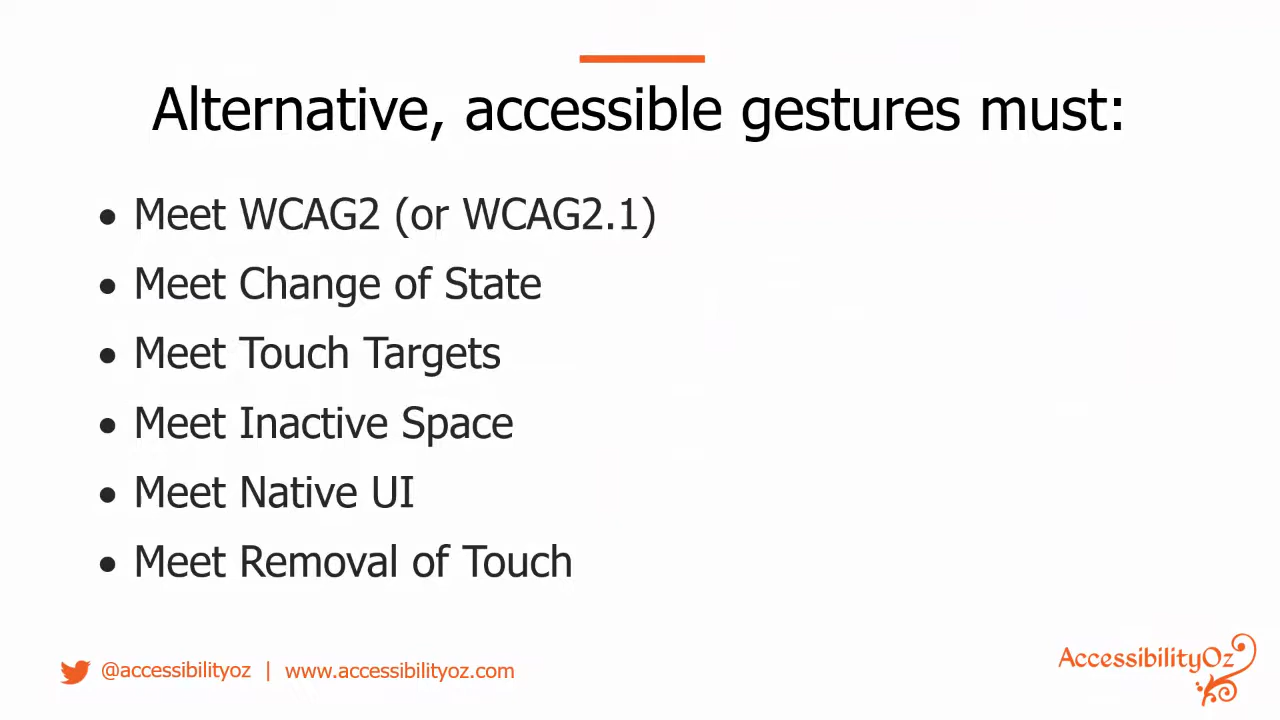 Alternative, accessible gestures must:
• Meet WCAG2 (or WCAG2.1)
• Meet Change of State
• Meet Touch Targets
• Meet Inactive Space
• Meet Native UI
• Meet Removal of Touch
@accessibilityoz | www.accessibilityoz.com
AccessibilityOz